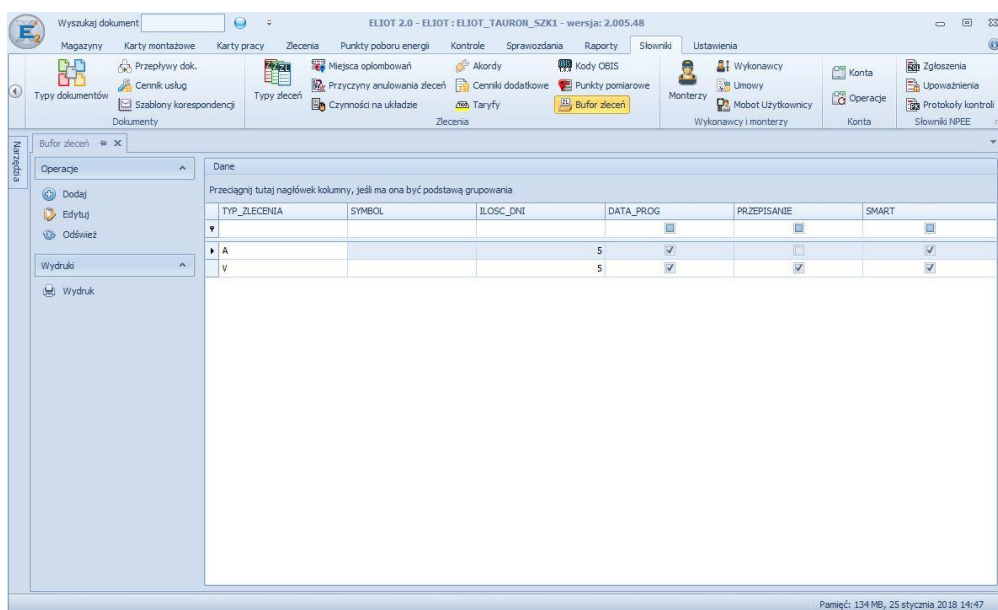 Wyszukaj dokument
ELIOT 2.0 - ELIOT : ELIOT_TAURON_SZK1 - wersja: 2.005.48
Magazyny Karty montażowe Karty pracy Zlecenia Punkty poboru energii Kontrole Sprawozdania Raporty Słowniki Ustawienia
Typy dokumentów
Przepływy dok.
Cennik usług
Szablony korespondencji
Dokumenty
Typy zleceń
Miejsca oplombowań
Przyczyny anulowania zleceń
Czynności na układzie
Akordy
Cenniki dodatkowe
Taryfy
Kody OBIS
Punkty pomiarowe
Bufor zleceń
Zlecenia
Monterzy
Wykonawcy
Umowy
Mobot Użytkownicy
Wykonawcy i monterzy
Konta
Operacje
Konta
Zgłoszenia
Upoważnienia
Protokoły kontroli
Słowniki NPEE
Narzędzia
Bufor zleceń
Operacje
Dodaj
Edytuj
Odśwież
Wydruki
Wydruk
Dane
Przeciągnij tutaj nagłówek kolumny, jeśli ma ona być podstawą grupowania
TYP_ZLECENIA SYMBOL ILOSC_DNI DATA_PROG PRZEPISANIE SMART
A 5
V 5
Pamięć: 134 MB, 25 stycznia 2018 14:47